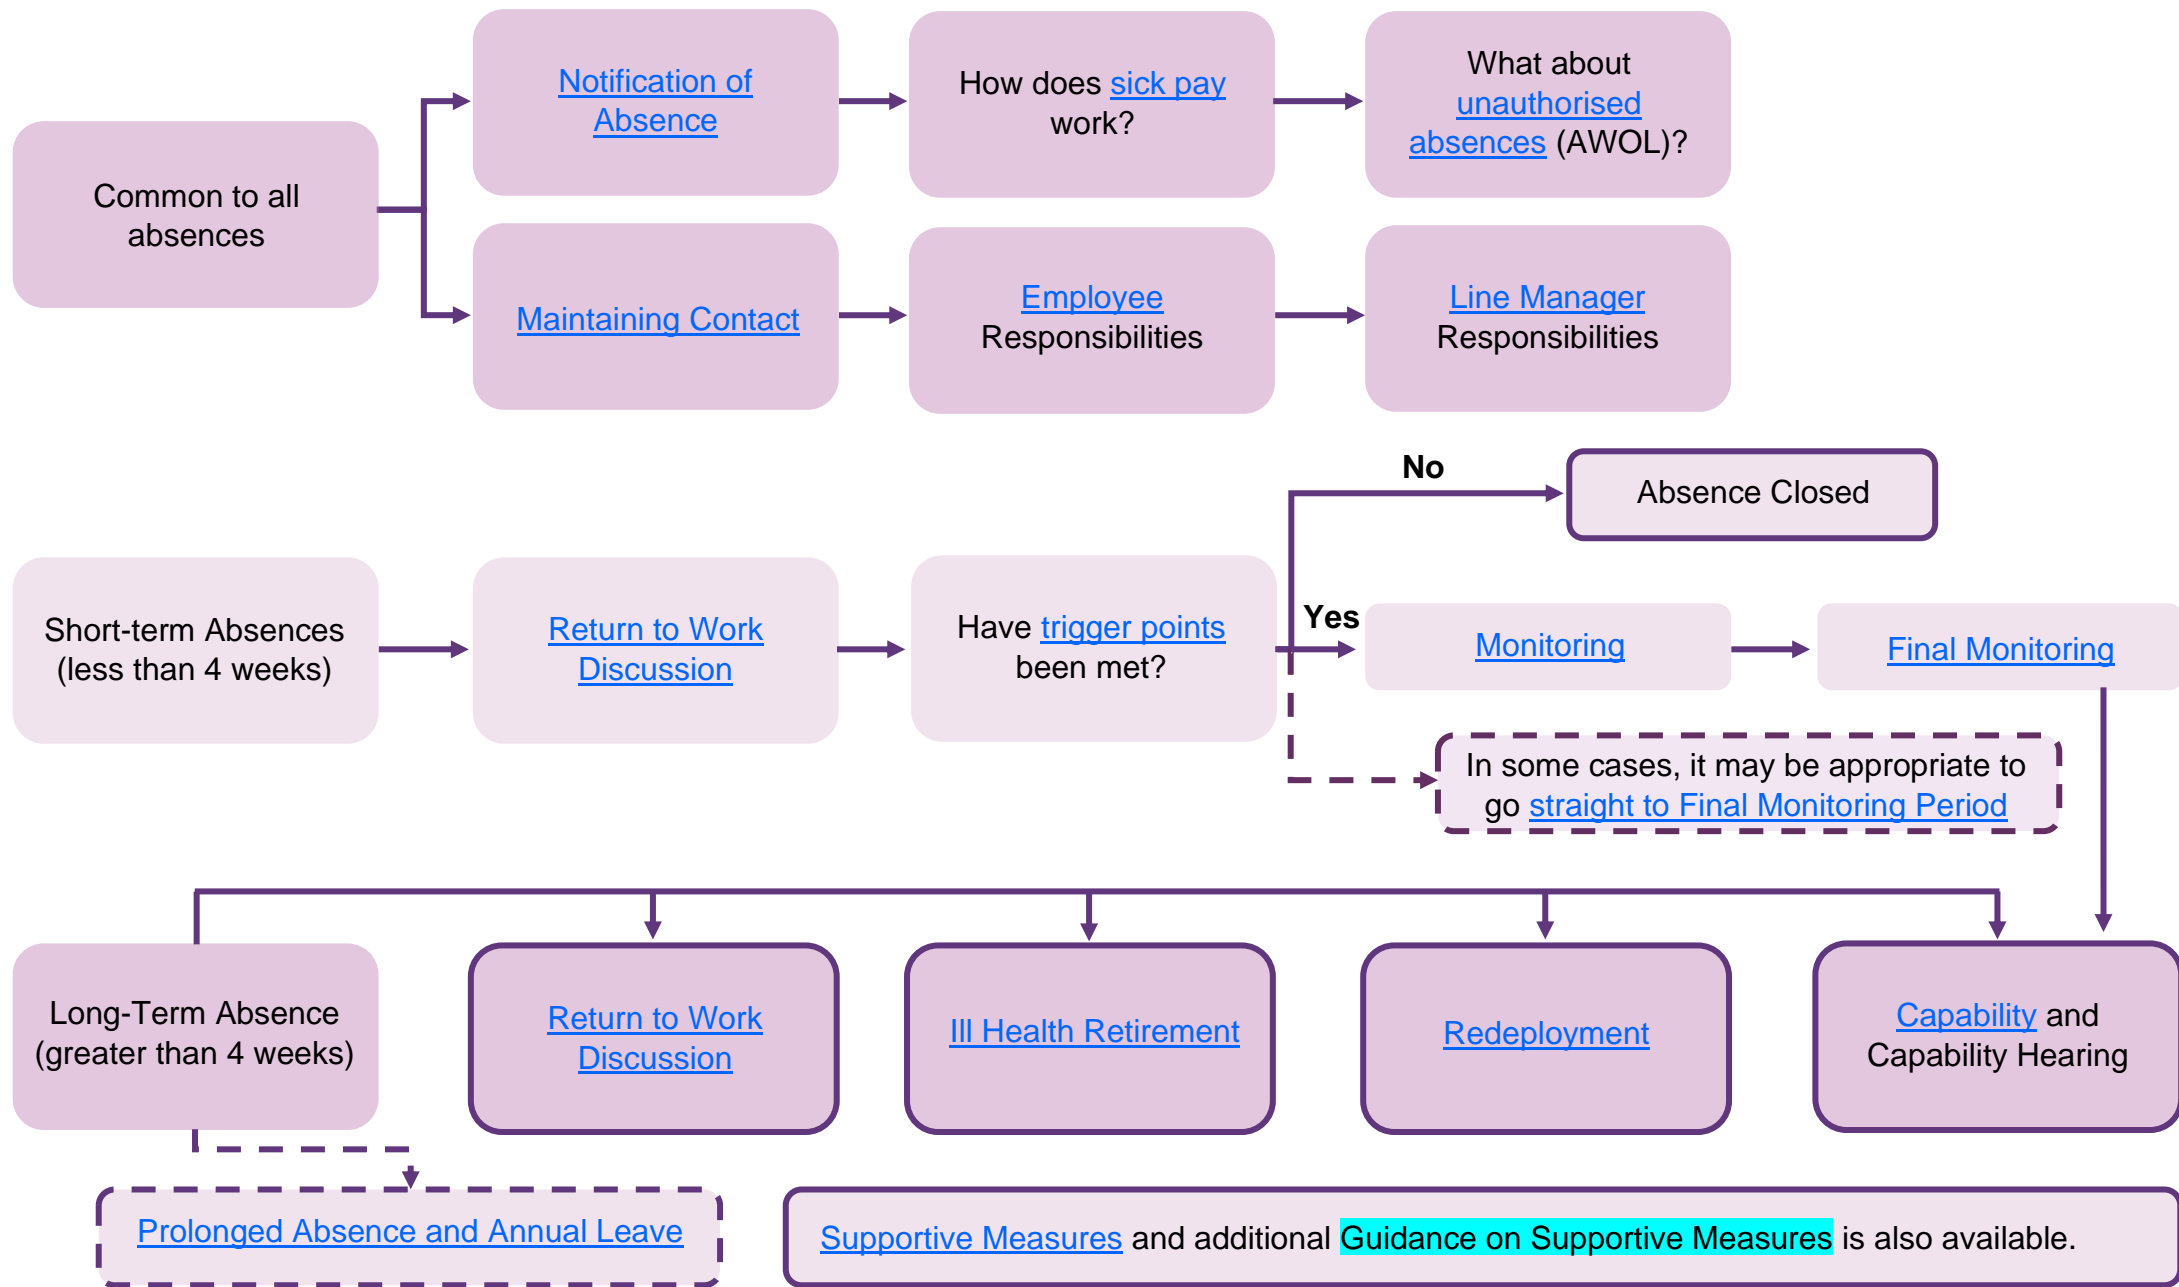 Notification of
Absence
How does sick pay
work?
What about
unauthorised
absences (AWOL)?
Common to all
absences
Maintaining Contact
Employee
Responsibilities
Line Manager
Responsibilities
No
Absence Closed
Short-term Absences
(less than 4 weeks)
Return to Work
Discussion
Have trigger points
been met?
Yes
Monitoring
Final Monitoring
In some cases, it may be appropriate to
go straight to Final Monitoring Period
Long-Term Absence
(greater than 4 weeks)
Return to Work
Discussion
Ill Health Retirement
Redeployment
Capability and
Capability Hearing
Prolonged Absence and Annual Leave
Supportive Measures and additional Guidance on Supportive Measures is also available.